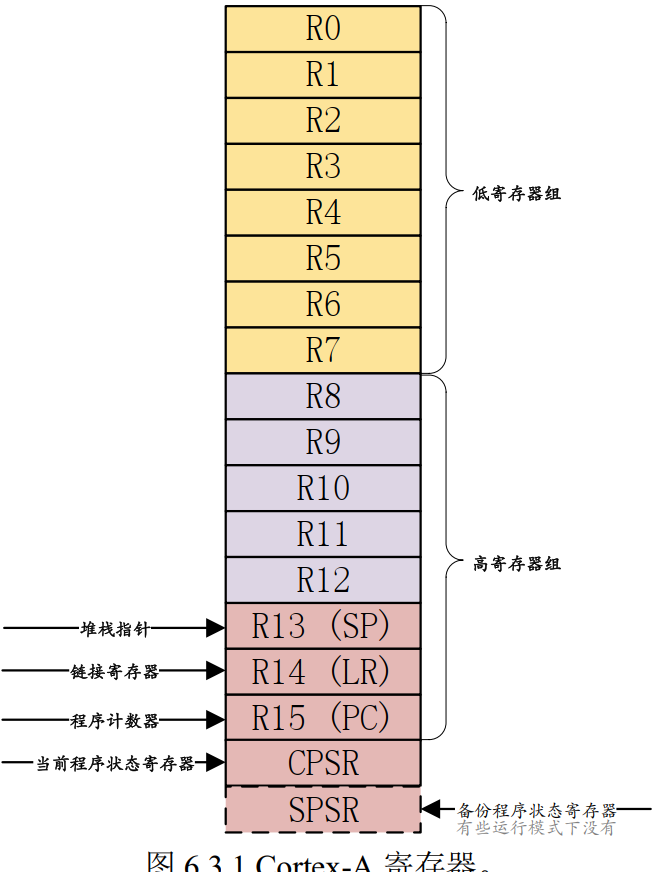 R0
R1
R2
R3
低寄存器组
R4
R5
R6
R7
R8
R9
R10
R11
高寄存器组
R12
堆栈指针
R13 (SP)
链接寄存器
R14 (LR)
程序计数器
R15 (PC)
当前程序状态寄存器
CPSR
SPSR
备份程序状态寄存器
有些运行模式下没有
图 6.3.1 Cortex-A 寄存器。